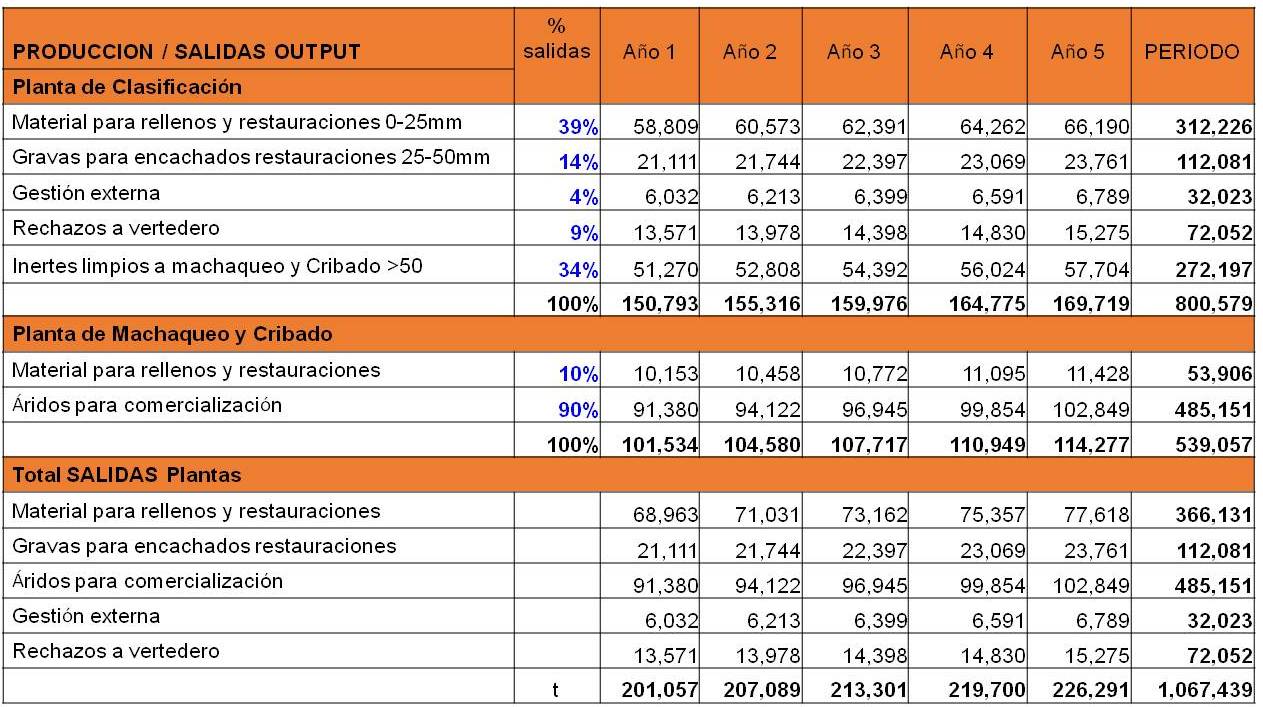 PRODUCCION / SALIDAS OUTPUT % salidas Año 1 Año 2 Año 3 Año 4 Año 5 PERIODO
Planta de Clasificación
Material para rellenos y restauraciones 0-25mm 39% 58,809 60,573 62,391 64,262 66,190 312,226
Gravas para encachados restauraciones 25-50mm 14% 21,111 21,744 22,397 23,069 23,761 112,081
Gestión externa 4% 6,032 6,213 6,399 6,591 6,789 32,023
Rechazos a vertedero 9% 13,571 13,978 14,398 14,830 15,275 72,052
Inertes limpios a machaqueo y Cribado >50 34% 51,270 52,808 54,392 56,024 57,704 272,197
100% 150,793 155,316 159,976 164,775 169,719 800,579
Planta de Machaqueo y Cribado
Material para rellenos y restauraciones 10% 10,153 10,458 10,772 11,095 11,428 53,906
Áridos para comercialización 90% 91,380 94,122 96,945 99,854 102,849 485,151
100% 101,534 104,580 107,717 110,949 114,277 539,057
Total SALIDAS Plantas
Material para rellenos y restauraciones 68,963 71,031 73,162 75,357 77,618 366,131
Gravas para encachados restauraciones 21,111 21,744 22,397 23,069 23,761 112,081
Áridos para comercialización 91,380 94,122 96,945 99,854 102,849 485,151
Gestión externa 6,032 6,213 6,399 6,591 6,789 32,023
Rechazos a vertedero 13,571 13,978 14,398 14,830 15,275 72,052
t 201,057 207,089 213,301 219,700 226,291 1,067,439